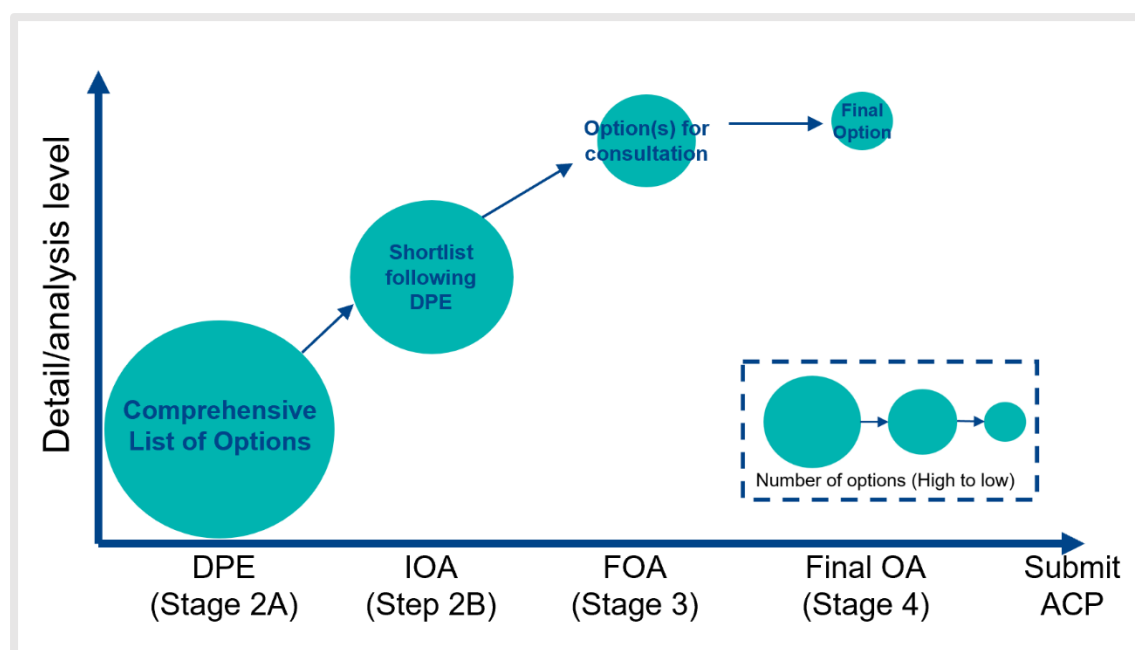 Detail/analysis level
Comprehensive
List of Options
Shortlist
following
DPE
Option(s) for
consultation
Final
Option
Number of options (High to low)
DPE
(Stage 2A)
IOA
(Step 2B)
FOA
(Stage 3)
Final OA
(Stage 4)
Submit
ACP